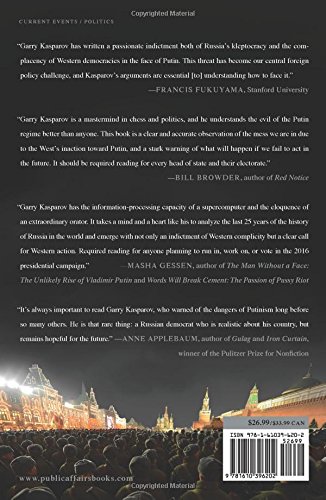 CURRENT EVENTS / POLITICS
“Garry Kasparov has written a passionate indictment both of Russia’s kleptocracy and the com-
placency of Western democracies in the face of Putin. This threat has become our central foreign
policy challenge, and Kasparov’s arguments are essential [to] understanding how to face it.”
—FRANCIS FUKUYAMA, Stanford University
“Garry Kasparov is a mastermind in chess and politics, and he understands the evil of the Putin
regime better than anyone. This book is a clear and accurate observation of the mess we are in due
to the West’s inaction toward Putin, and a stark warning of what will happen if we fail to act in
the future. It should be required reading for every head of state and their electorate.”
—BILL BROWDER, author of Red Notice
“Garry Kasparov has the information-processing capacity of a supercomputer and the eloquence of
an extraordinary orator. It takes a mind and a heart like his to analyze the last 25 years of the history
of Russia in the world and emerge with not only an indictment of Western complicity but a clear call
for Western action. Required reading for anyone planning to run in, work on, or vote in the 2016
presidential campaign.”
—MASHA GESSEN, author of The Man Without a Face:
The Unlikely Rise of Vladimir Putin and Words Will Break Cement: The Passion of Pussy Riot
“It’s always important to read Garry Kasparov, who warned of the dangers of Putinism long before
so many others. He is that rare thing: a Russian democrat who is realistic about his country, but
remains hopeful for the future.”
—ANNE APPLEBAUM, author of Gulag and Iron Curtain,
winner of the Pulitzer Prize for Nonfiction
$26.99/$33.99 CAN
ISBN 978-1-61039-620-2
52699
9 781610 396202
www.publicaffairsbooks.com